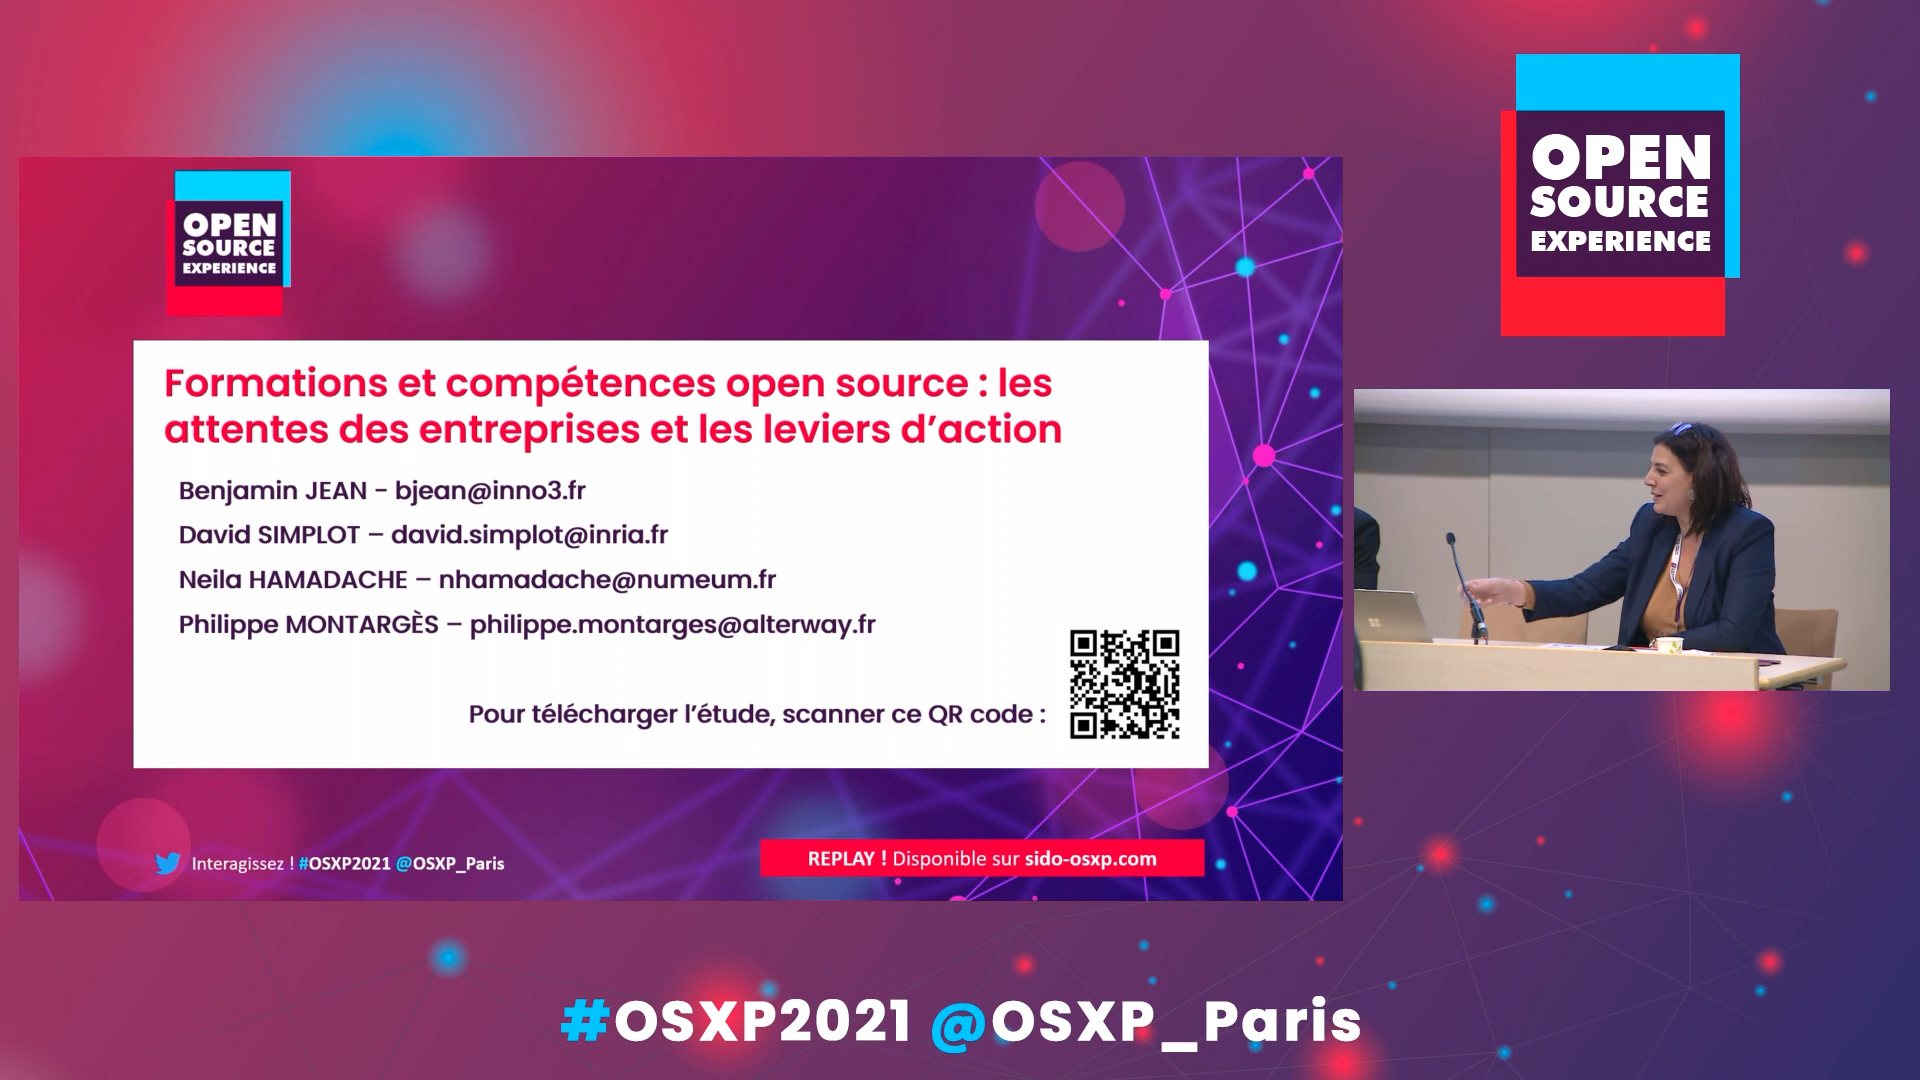 OPEN
SOURCE
EXPERIENCE
Formations et compétences open source : les
attentes des entreprises et les leviers d’action
Benjamin JEAN - bjean@inno3.fr
David SIMPLOT – david.simplot@inria.fr
Neila HAMADACHE – nhamadache@numeum.fr
Philippe MONTARGÈS – philippe.montarges@alterway.fr
Pour télécharger l’étude, scanner ce QR code :
Interagissez ! #OSXP2021 @OSXP_Paris
REPLAY ! Disponible sur sido-osxp.com
OPEN
SOURCE
EXPERIENCE
#OSXP2021 @OSXP_Paris